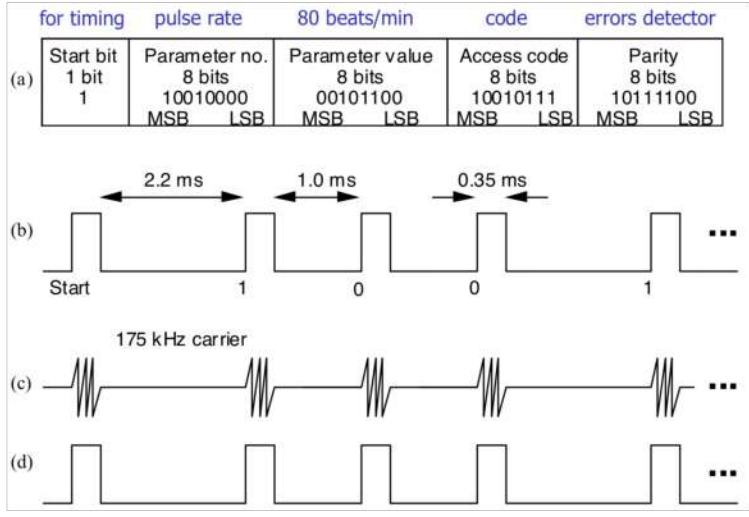 for timing pulse rate 80 beats/min code errors detector
Start bit Parameter no. Parameter value Access code Parity
1 bit 8 bits 8 bits 8 bits 8 bits
(a) 1 10010000 00101100 10010111 10111100
MSB LSB MSB LSB MSB LSB MSB LSB
2.2 ms 1.0 ms 0.35 ms
(b)
Start 1 0 0 1
175 kHz carrier
(c)
(d)